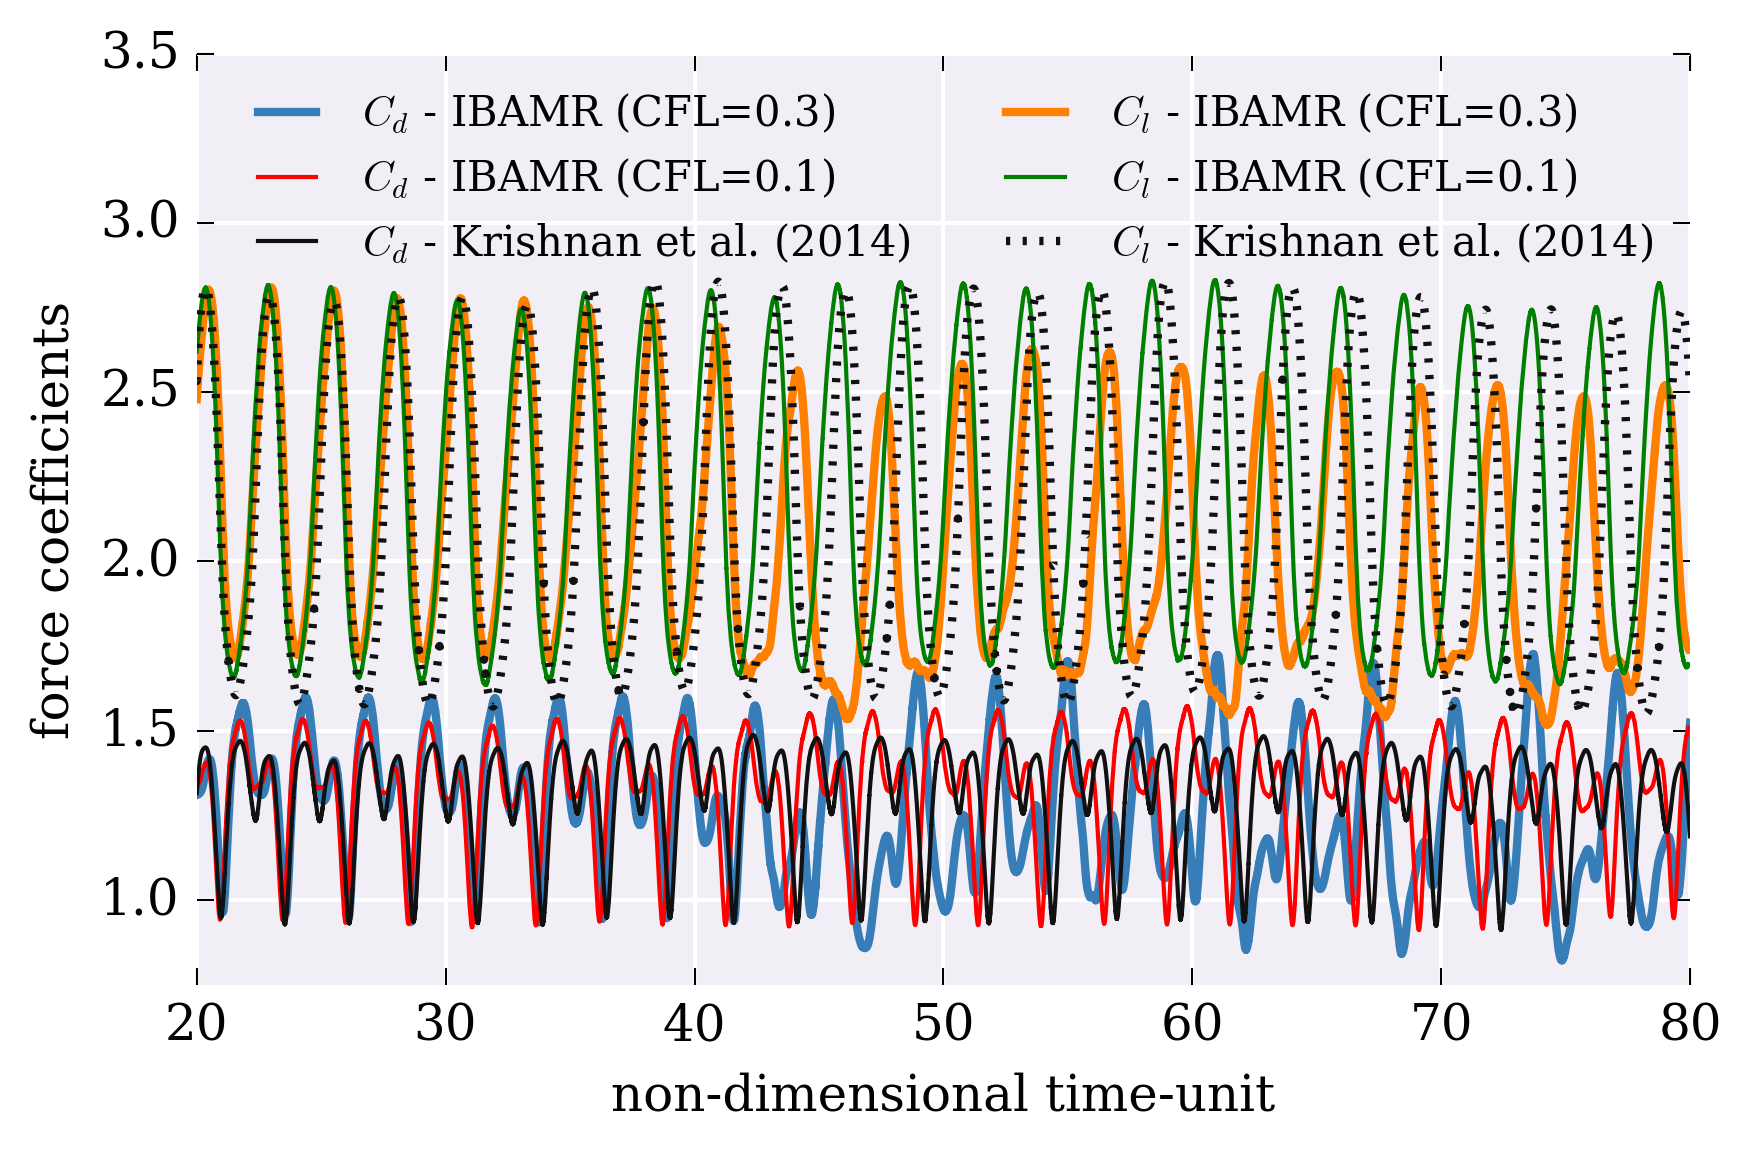 3.5
3.0
2.5
2.0
1.5
1.0
force coefficients
C_d - IBAMR (CFL=0.3)
C_d - IBAMR (CFL=0.1)
C_d - Krishnan et al. (2014)
C_l - IBAMR (CFL=0.3)
C_l - IBAMR (CFL=0.1)
C_l - Krishnan et al. (2014)
20 30 40 50 60 70 80
non-dimensional time-unit